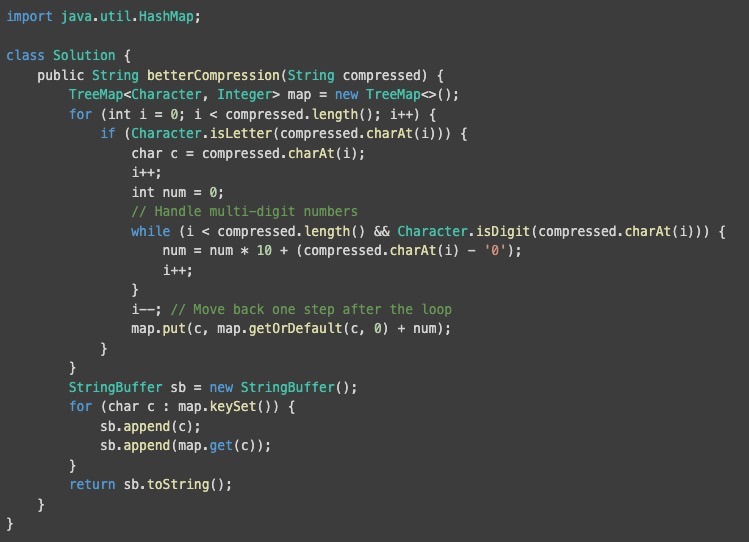 import java.util.HashMap;
class Solution {
public String betterCompression(String compressed) {
TreeMap<Character, Integer> map = new TreeMap<>();
for (int i = 0; i < compressed.length(); i++) {
if (Character.isLetter(compressed.charAt(i))) {
char c = compressed.charAt(i);
i++;
int num = 0;
// Handle multi-digit numbers
while (i < compressed.length() && Character.isDigit(compressed.charAt(i))) {
num = num * 10 + (compressed.charAt(i) - '0');
i++;
}
i--; // Move back one step after the loop
map.put(c, map.getOrDefault(c, 0) + num);
}
}
StringBuffer sb = new StringBuffer();
for (char c : map.keySet()) {
sb.append(c);
sb.append(map.get(c));
}
return sb.toString();
}
}